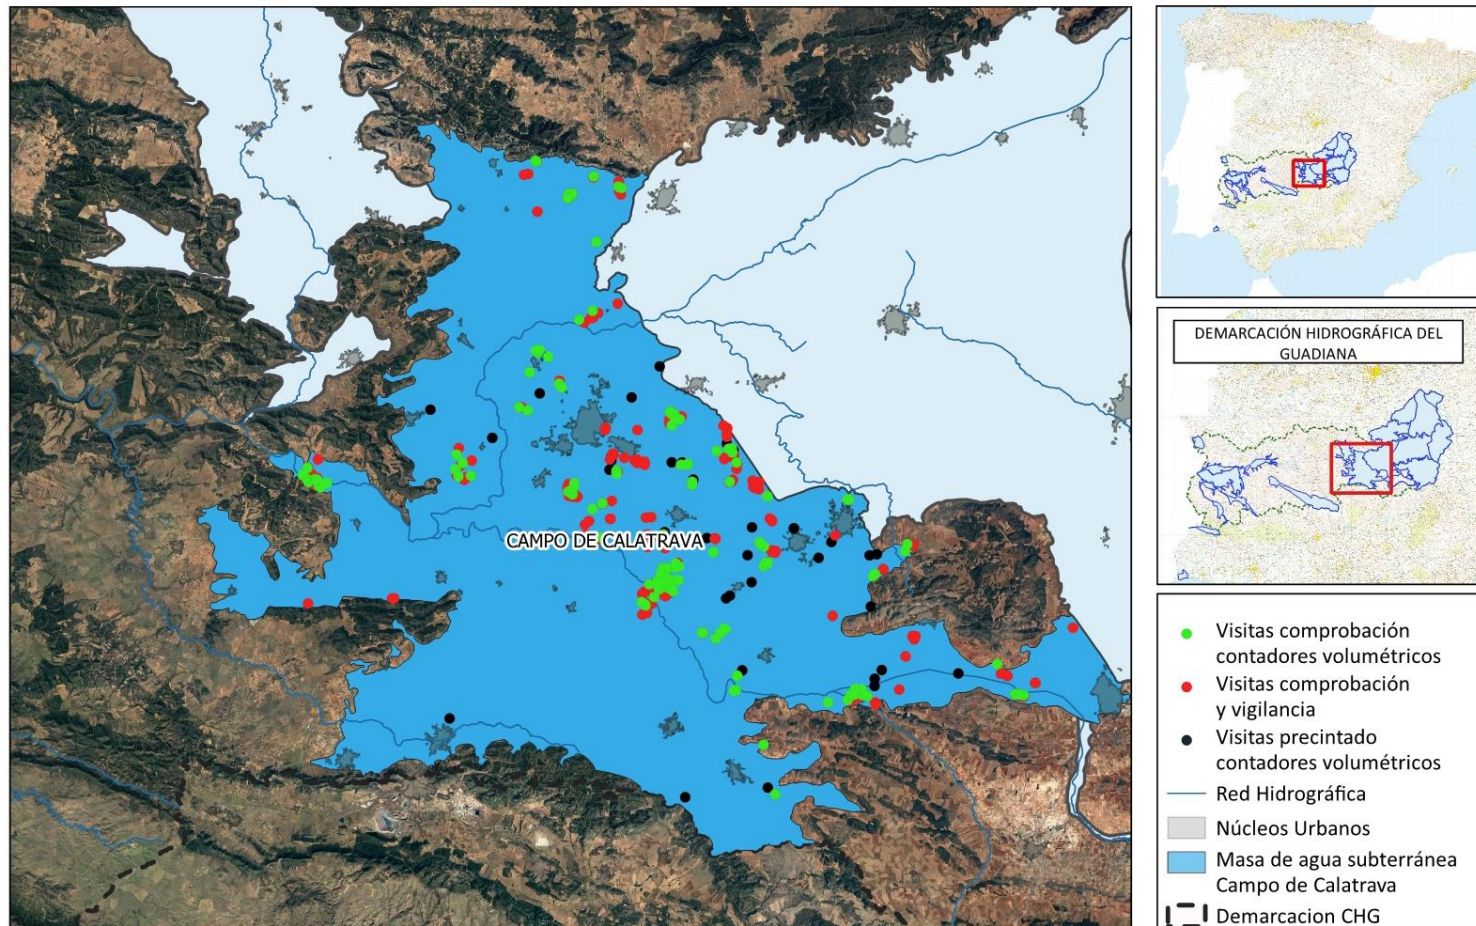 CAMPO DE CALATRAVA
DEMARCACIÓN HIDROGRÁFICA DEL
GUADIANA
Visitas comprobación
contadores volumétricos
Visitas comprobación
y vigilancia
Visitas precintado
contadores volumétricos
Red Hidrográfica
Núcleos Urbanos
Masa de agua subterránea
Campo de Calatrava
Demarcacion CHG